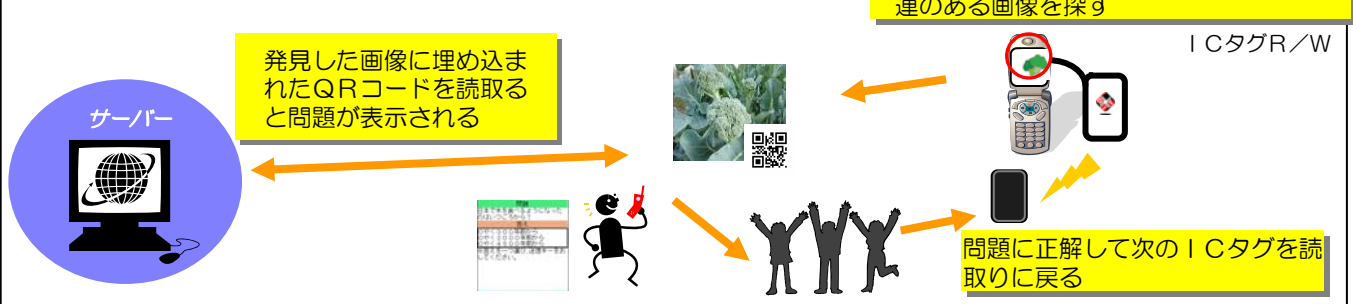 連のある画像を探す
ＩＣタグＲ／Ｗ
発見した画像に埋め込ま
れたＱＲコードを読取る
と問題が表示される
サーバー
問題
問題に正解して次のＩＣタグを読
取りに戻る